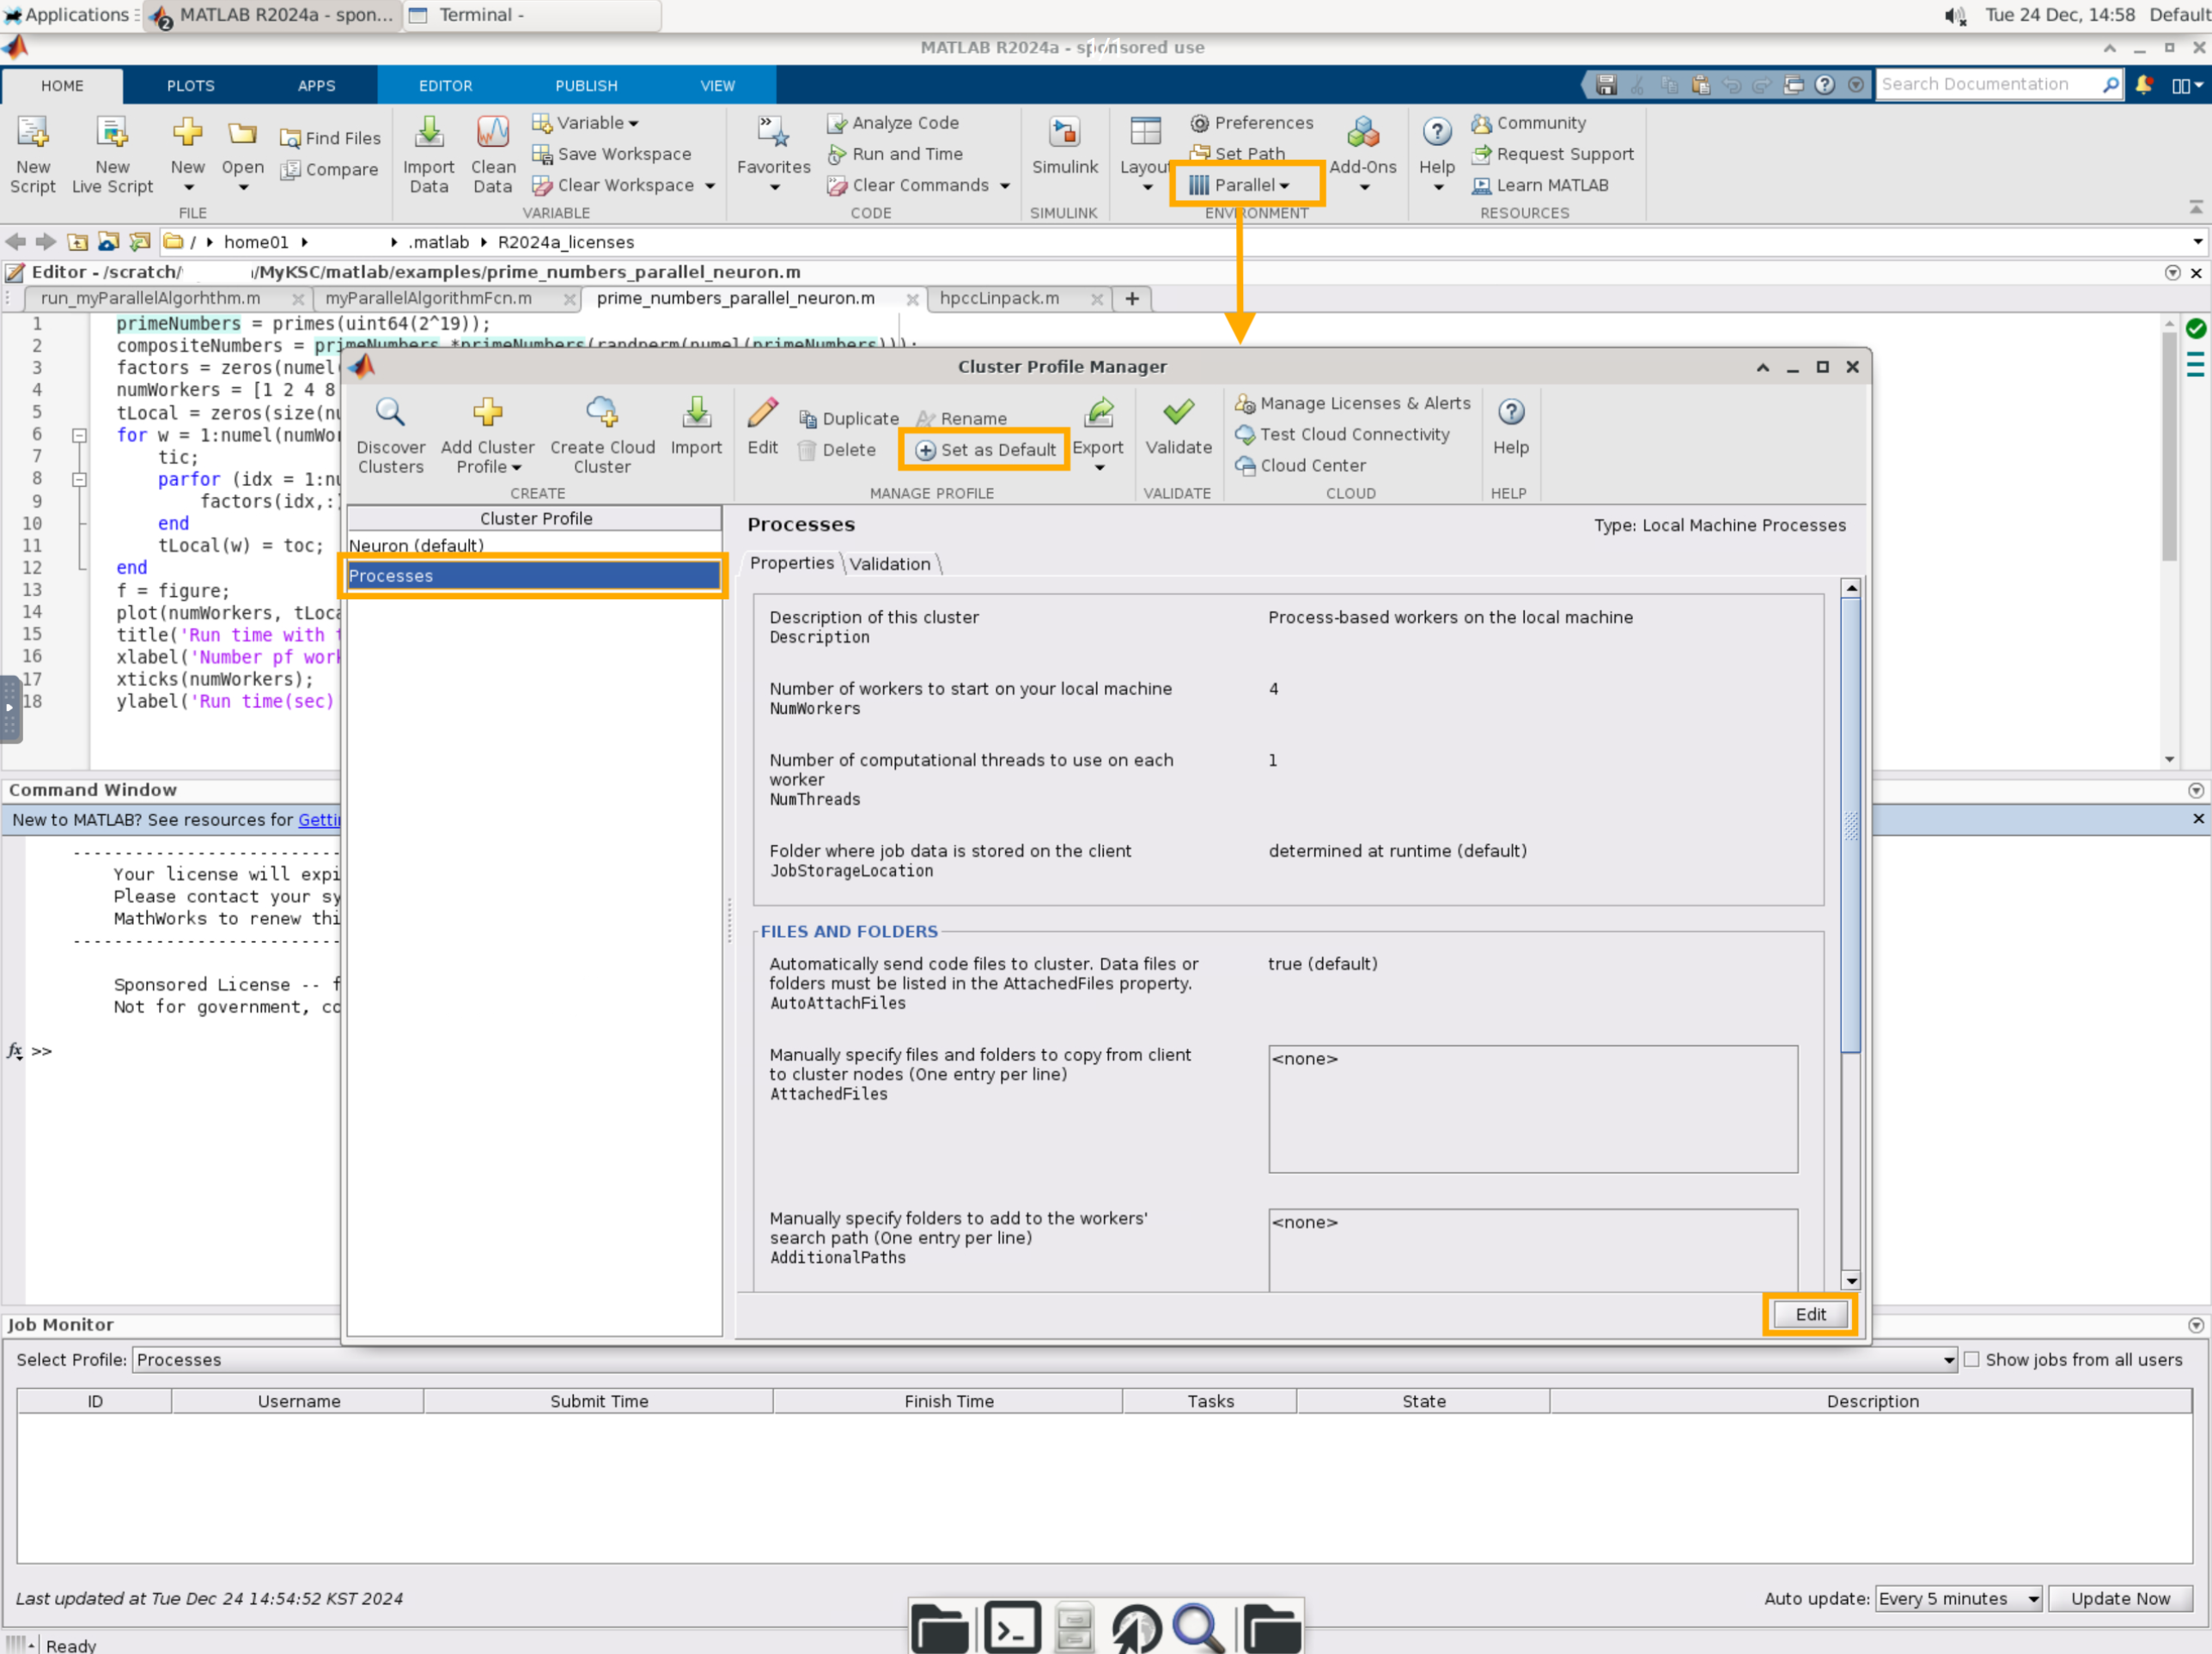 Applications
MATLAB R2024a - spon...
Terminal -
Tue 24 Dec, 14:58 Default
MATLAB R2024a - sponsored use
1/1
HOME PLOTS APPS EDITOR PUBLISH VIEW
Search Documentation
New Script
New Live Script
New
Open
Find Files
Compare
FILE
Import Data
Clean Data
Variable
Save Workspace
Clear Workspace
VARIABLE
Favorites
Analyze Code
Run and Time
Clear Commands
CODE
Simulink
SIMULINK
Layout
Preferences
Set Path
Parallel
Add-Ons
ENVIRONMENT
Help
Community
Request Support
Learn MATLAB
RESOURCES
/ home01 .matlab R2024a_licenses
Editor - /scratch/ /MyKSC/matlab/examples/prime_numbers_parallel_neuron.m
run_myParallelAlgorhthm.m
myParallelAlgorithmFcn.m
prime_numbers_parallel_neuron.m
hpccLinpack.m
+
1 primeNumbers = primes(uint64(2^19));
2 compositeNumbers = primeNumbers.*primeNumbers(randperm(numel(primeNumbers)));
3 factors = zeros(numel(
4 numWorkers = [1 2 4 8
5 tLocal = zeros(size(nu
6 for w = 1:numel(numWor
7 tic;
8 parfor (idx = 1:nu
9 factors(idx,:)
10 end
11 tLocal(w) = toc;
12 end
13 f = figure;
14 plot(numWorkers, tLoca
15 title('Run time with t
16 xlabel('Number pf work
17 xticks(numWorkers);
18 ylabel('Run time(sec)
Cluster Profile Manager
Discover Clusters
Add Cluster Profile
Create Cloud Cluster
Import
CREATE
Edit
Duplicate
Delete
Rename
Set as Default
Export
MANAGE PROFILE
Validate
VALIDATE
Manage Licenses & Alerts
Test Cloud Connectivity
Cloud Center
CLOUD
Help
HELP
Cluster Profile
Neuron (default)
Processes
Processes
Type: Local Machine Processes
Properties
Validation
Description of this cluster
Description
Process-based workers on the local machine
Number of workers to start on your local machine
NumWorkers
4
Number of computational threads to use on each
worker
NumThreads
1
Folder where job data is stored on the client
JobStorageLocation
determined at runtime (default)
FILES AND FOLDERS
Automatically send code files to cluster. Data files or
folders must be listed in the AttachedFiles property.
AutoAttachFiles
true (default)
Manually specify files and folders to copy from client
to cluster nodes (One entry per line)
AttachedFiles
<none>
Manually specify folders to add to the workers'
search path (One entry per line)
AdditionalPaths
<none>
Edit
Command Window
New to MATLAB? See resources for Getti
Your license will expi
Please contact your sy
MathWorks to renew thi
Sponsored License -- f
Not for government, co
fx >>
Job Monitor
Select Profile: Processes
Show jobs from all users
ID Username Submit Time Finish Time Tasks State Description
Last updated at Tue Dec 24 14:54:52 KST 2024
Auto update: Every 5 minutes
Update Now
Ready